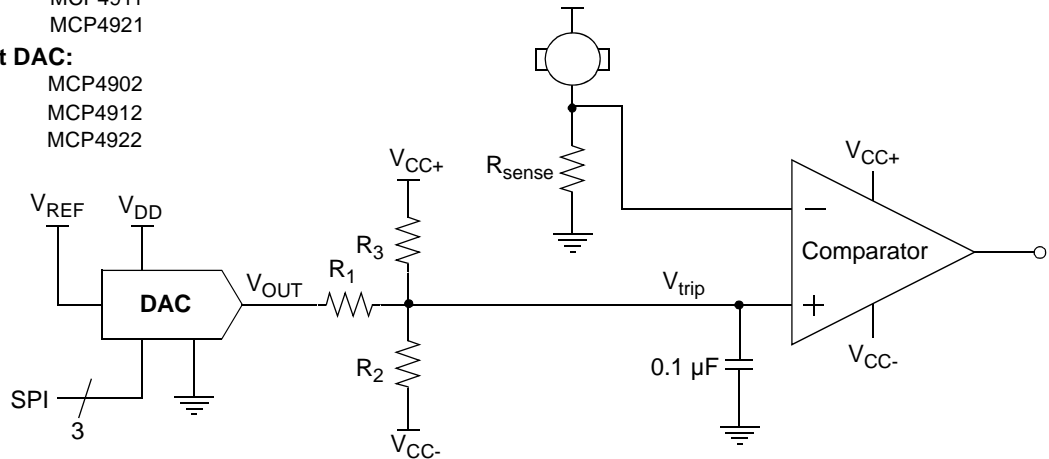 MCP4921
t DAC:
MCP4902
MCP4912
MCP4922
VREF
VDD
DAC
SPI
3
VOUT
R1
VCC+
R3
R2
VCC-
Rsense
Vtrip
0.1 µF
VCC+
Comparator
−
+
VCC-